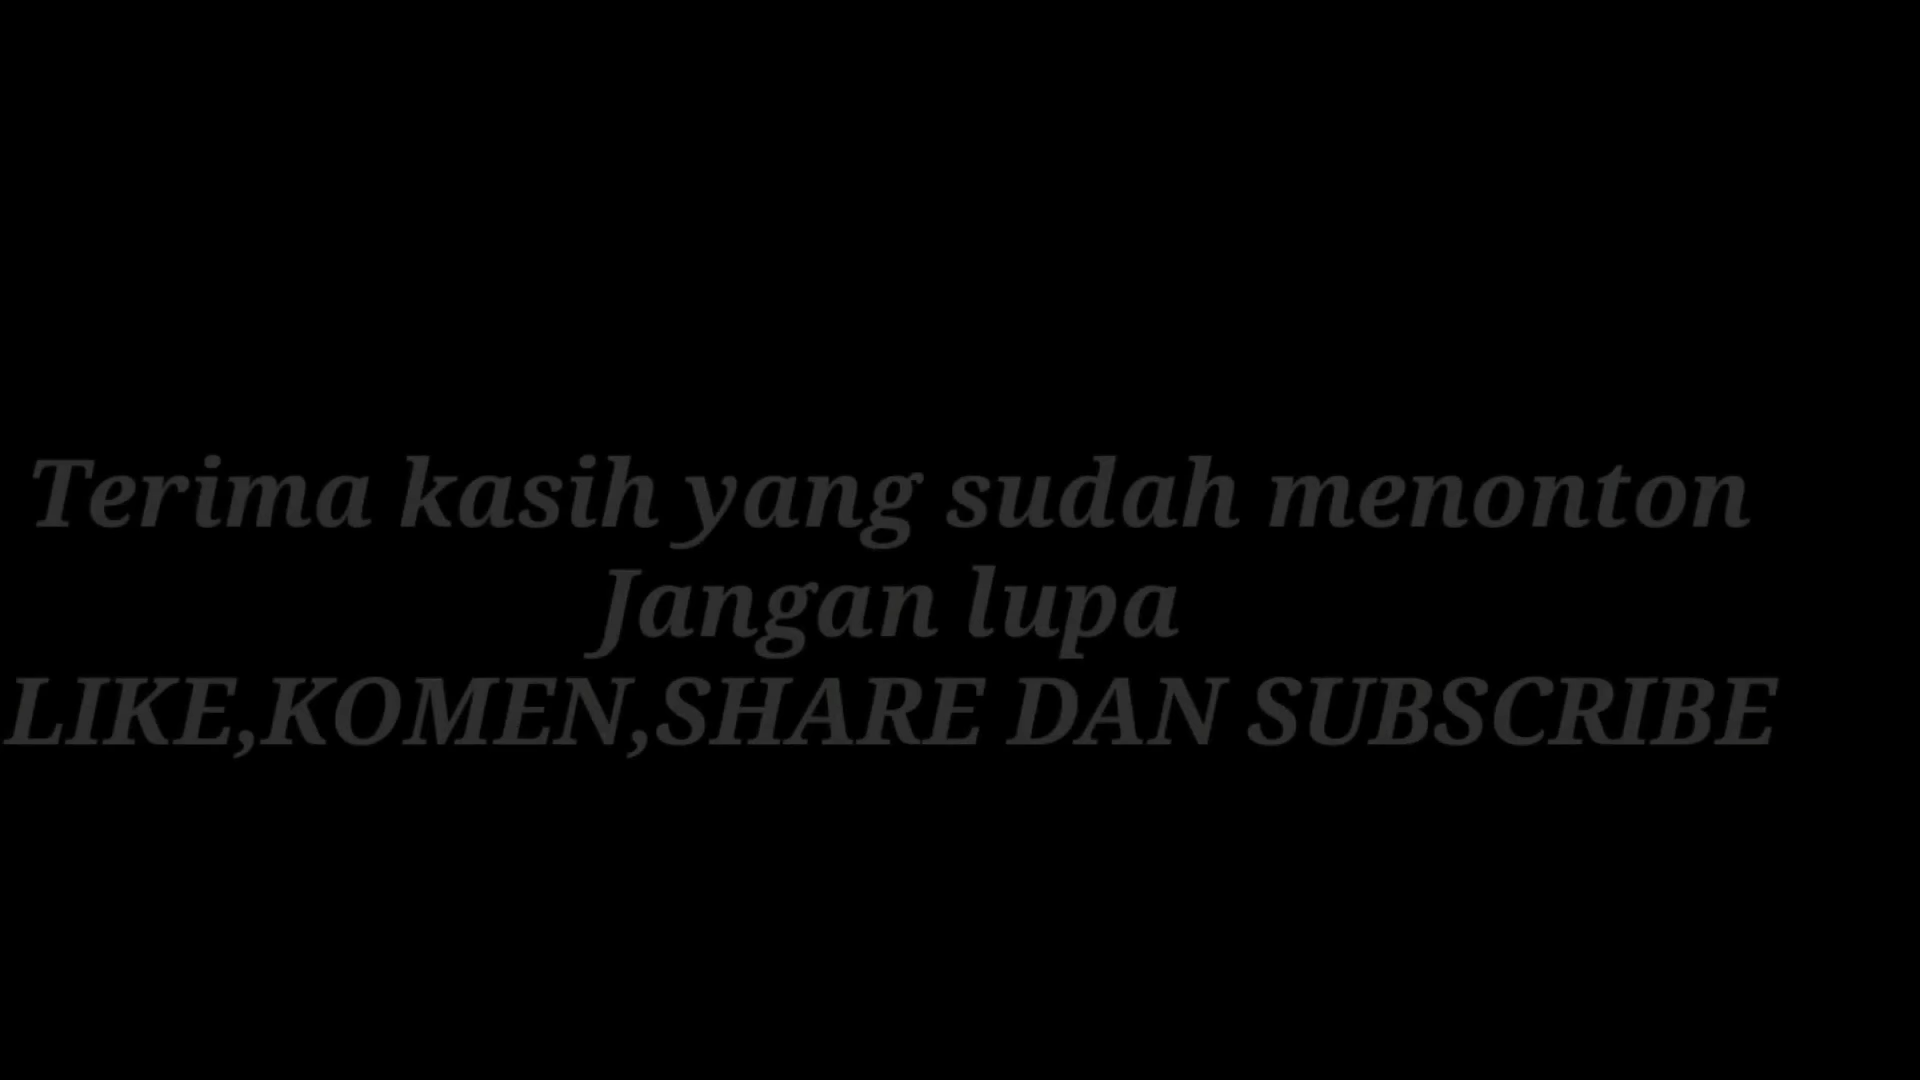 Terima kasih yang sudah menonton
Jangan lupa
LIKE,KOMEN,SHARE DAN SUBSCRIBE